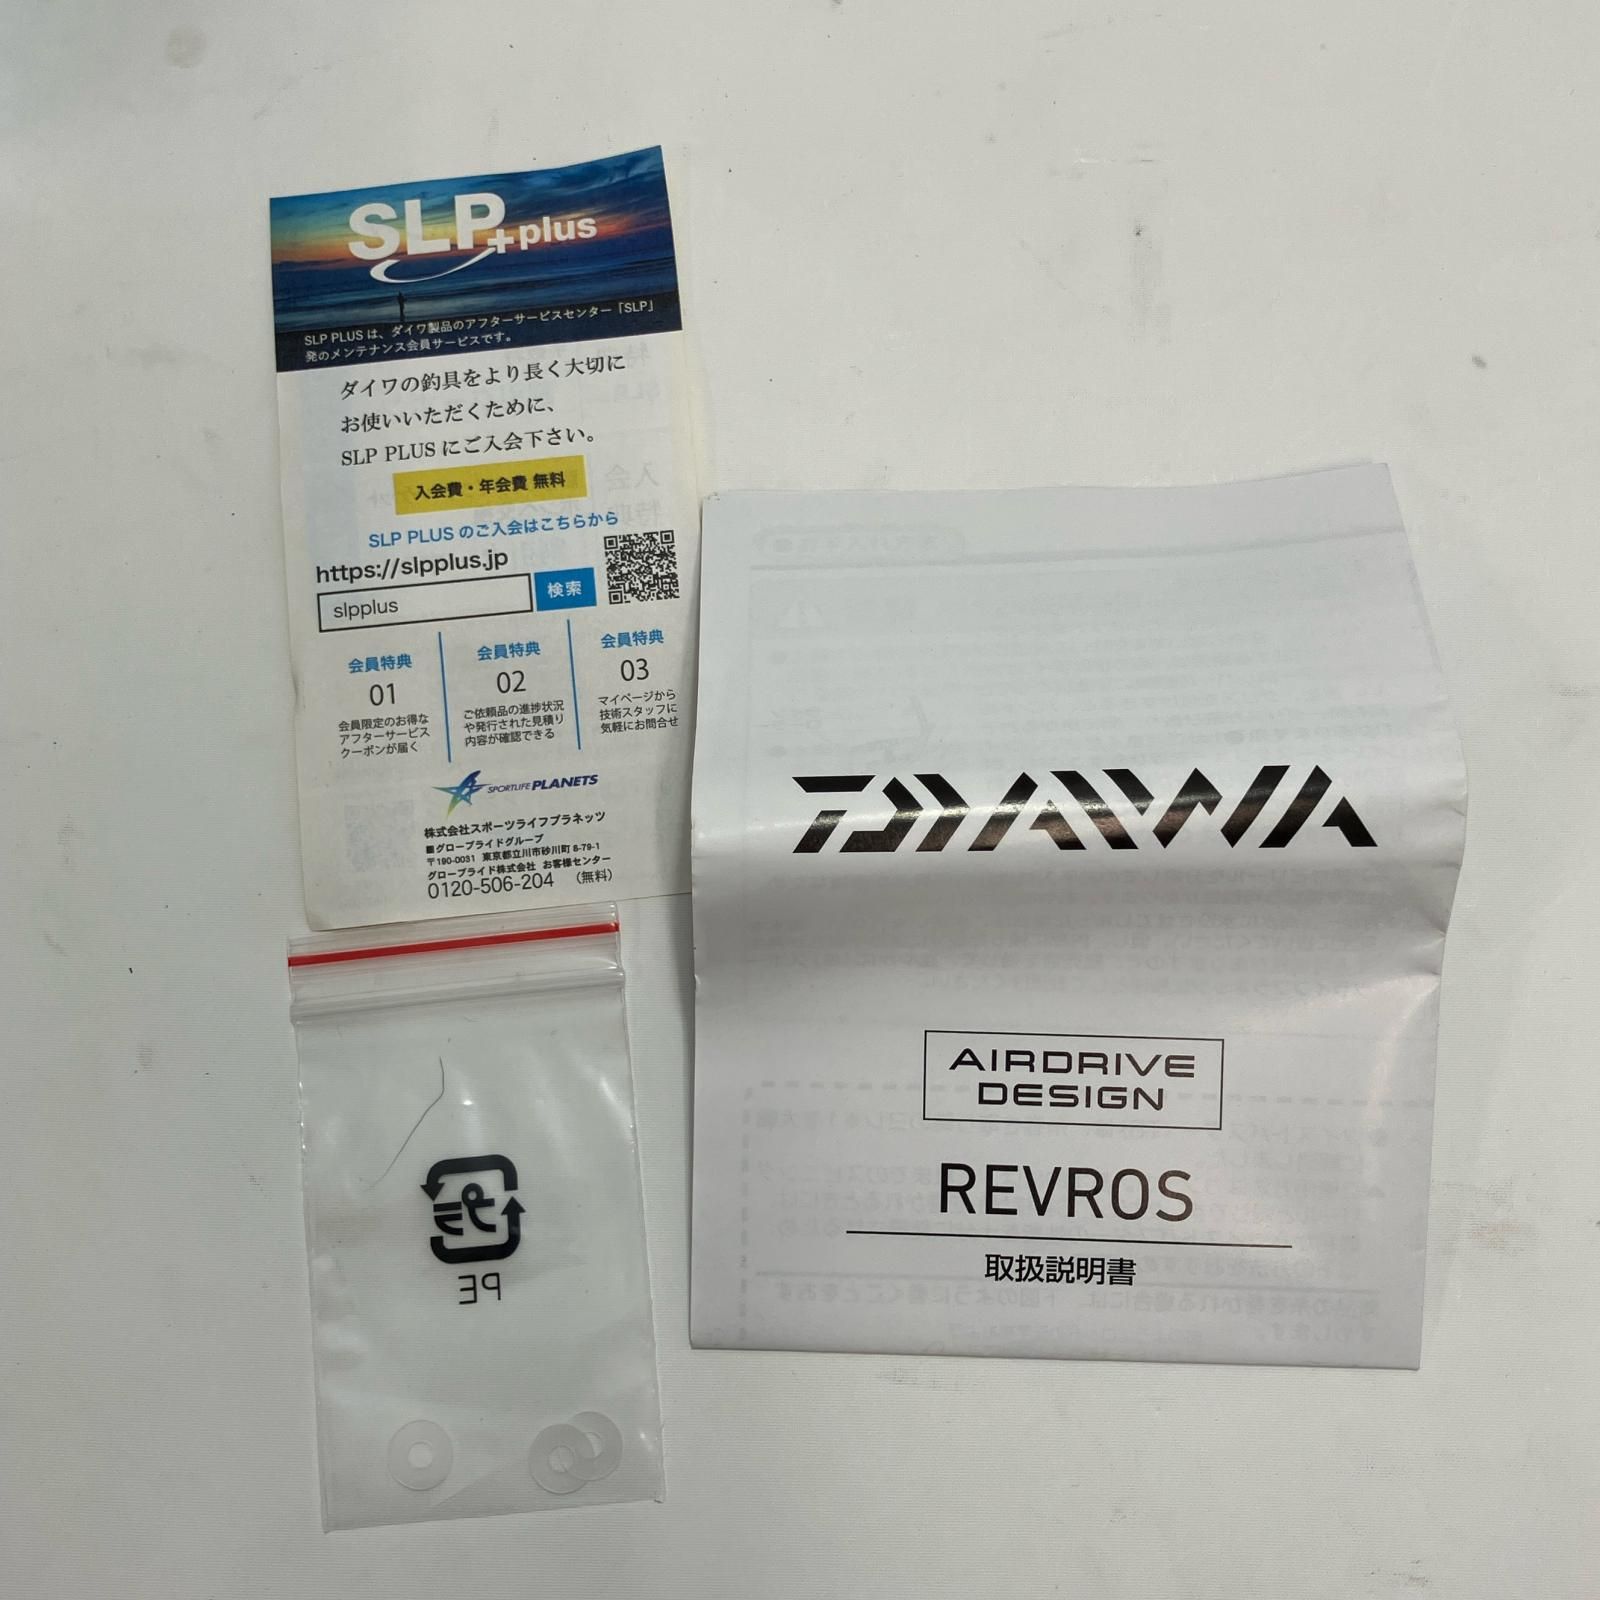 SLP+plus
SLP PLUS は、ダイワ製品のアフターサービスセンター「SLP」
発のメンテナンス会員サービスです。
ダイワの釣具をより長く大切に
お使いいただくために、
SLP PLUS にご入会下さい。
入会費・年会費 無料
SLP PLUS のご入会はこちらから
https://slpplus.jp
slpplus
検索
会員特典
01
会員限定のお得な
アフターサービス
クーポンが届く
会員特典
02
ご依頼品の進捗状況
や発行された見積り
内容が確認できる
会員特典
03
マイページから
技術スタッフに
気軽にお問合せ
SPORTLIFE PLANETS
株式会社スポーツライフプラネッツ
■グローブライドグループ
〒190-0031 東京都立川市砂川町 8-79-1
グローブライド株式会社 お客様センター
0120-506-204 (無料)
プラ
PE
DAIWA
AIRDRIVE
DESIGN
REVROS
取扱説明書